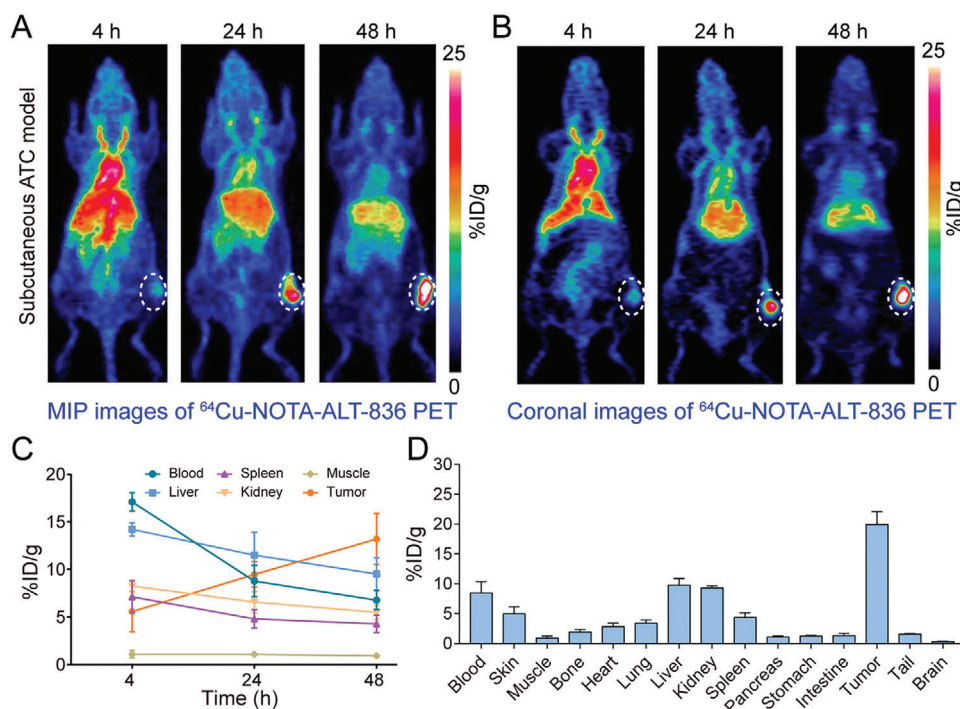 A
4 h 24 h 48 h
Subcutaneous ATC model
25
%ID/g
0
MIP images of ⁶⁴Cu-NOTA-ALT-836 PET
B
4 h 24 h 48 h
25
%ID/g
0
Coronal images of ⁶⁴Cu-NOTA-ALT-836 PET
C
Blood Spleen Muscle
Liver Kidney Tumor
20
15
10
5
0
%ID/g
4 24 48
Time (h)
D
30
25
20
15
10
5
0
%ID/g
Blood Skin Muscle Bone Heart Lung Liver Kidney Spleen Pancreas Stomach Intestine Tumor Tail Brain